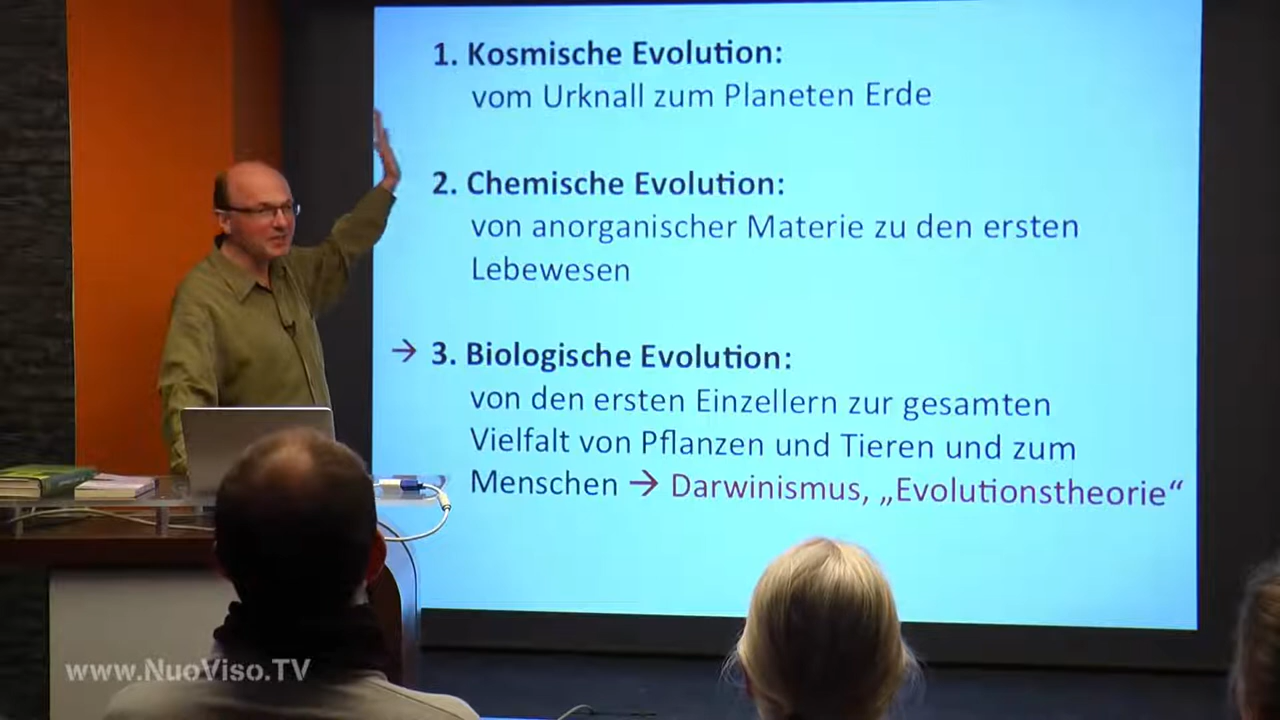 1. Kosmische Evolution:
vom Urknall zum Planeten Erde
2. Chemische Evolution:
von anorganischer Materie zu den ersten
Lebewesen
→ 3. Biologische Evolution:
von den ersten Einzellern zur gesamten
Vielfalt von Pflanzen und Tieren und zum
Menschen → Darwinismus, „Evolutionstheorie“
www.NuoViso.TV